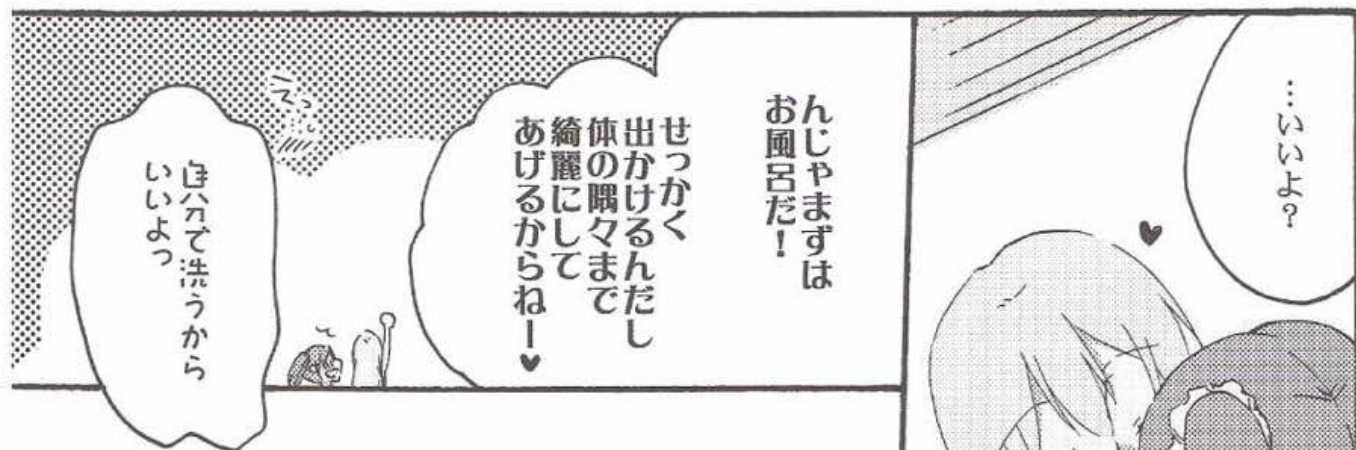 …いいよ？
んじゃまずは
お風呂だ！
せっかく
出かけるんだし
体の隅々まで
綺麗にして
あげるからねー♥
えっ
自分で洗うから
いいよっ